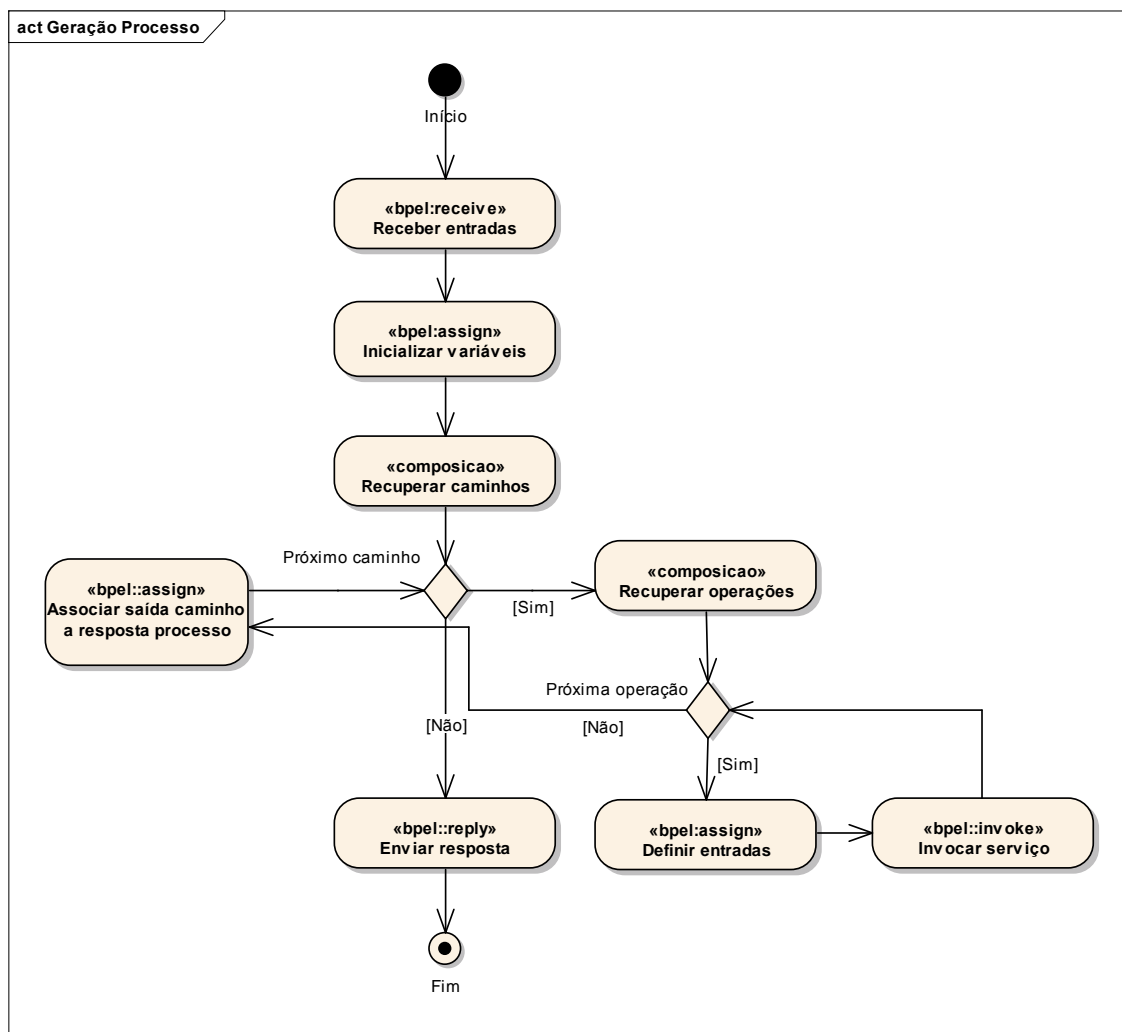 act Geração Processo
Início
«bpel:receive»
Receber entradas
«bpel:assign»
Inicializar variáveis
«composicao»
Recuperar caminhos
Próximo caminho
«bpel::assign»
Associar saída caminho
a resposta processo
[Sim]
«composicao»
Recuperar operações
Próxima operação
[Não]
[Não]
[Sim]
«bpel::reply»
Enviar resposta
«bpel:assign»
Definir entradas
«bpel::invoke»
Invocar serviço
Fim